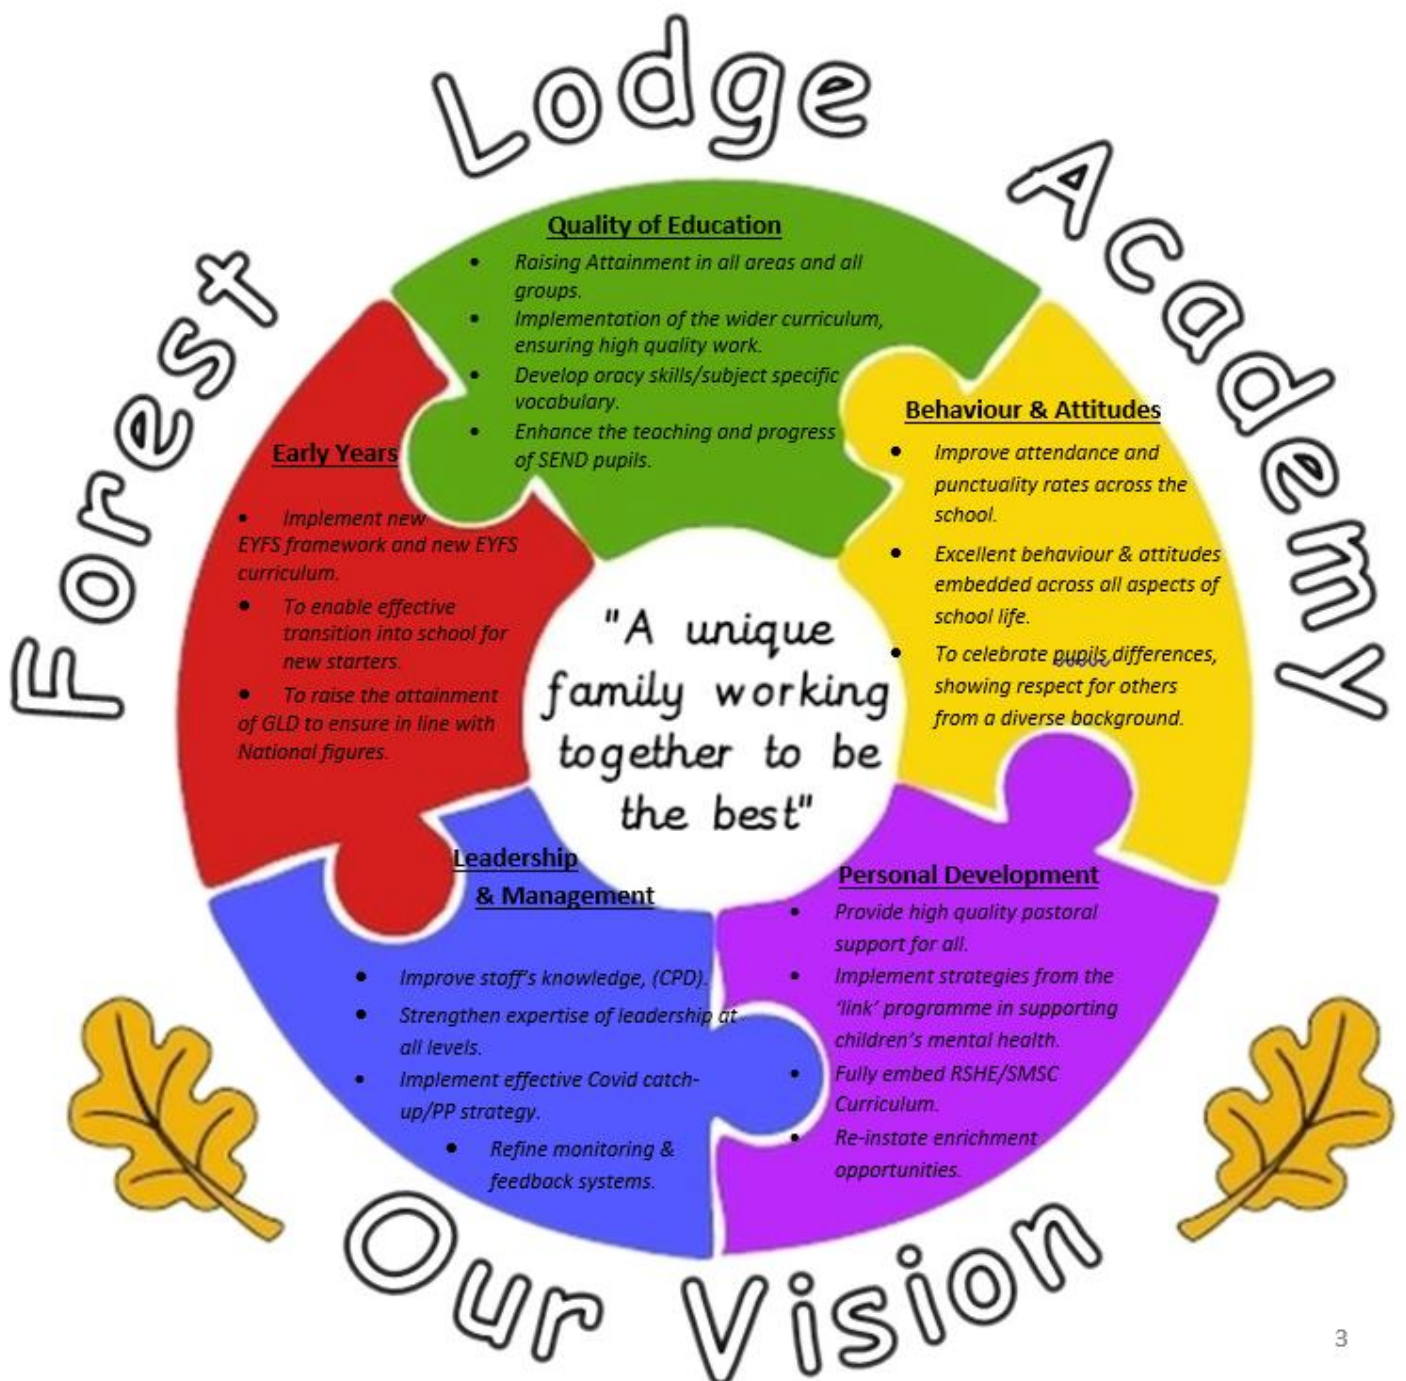 Forest Lodge Academy
Quality of Education
• Raising Attainment in all areas and all
groups.
• Implementation of the wider curriculum,
ensuring high quality work.
• Develop oracy skills/subject specific
vocabulary.
• Enhance the teaching and progress
of SEND pupils.
Behaviour & Attitudes
• Improve attendance and
punctuality rates across the
school.
• Excellent behaviour & attitudes
embedded across all aspects of
school life.
• To celebrate pupils differences,
showing respect for others
from a diverse background.
Early Years
• Implement new
EYFS framework and new EYFS
curriculum.
• To enable effective
transition into school for
new starters.
• To raise the attainment
of GLD to ensure in line with
National figures.
"A unique
family working
together to be
the best"
Leadership
& Management
• Improve staff's knowledge, (CPD).
• Strengthen expertise of leadership at
all levels.
• Implement effective Covid catch-
up/PP strategy.
• Refine monitoring &
feedback systems.
Personal Development
• Provide high quality pastoral
support for all.
• Implement strategies from the
‘link’ programme in supporting
children’s mental health.
• Fully embed RSHE/SMSC
Curriculum.
• Re-instate enrichment
opportunities.
Our Vision
3